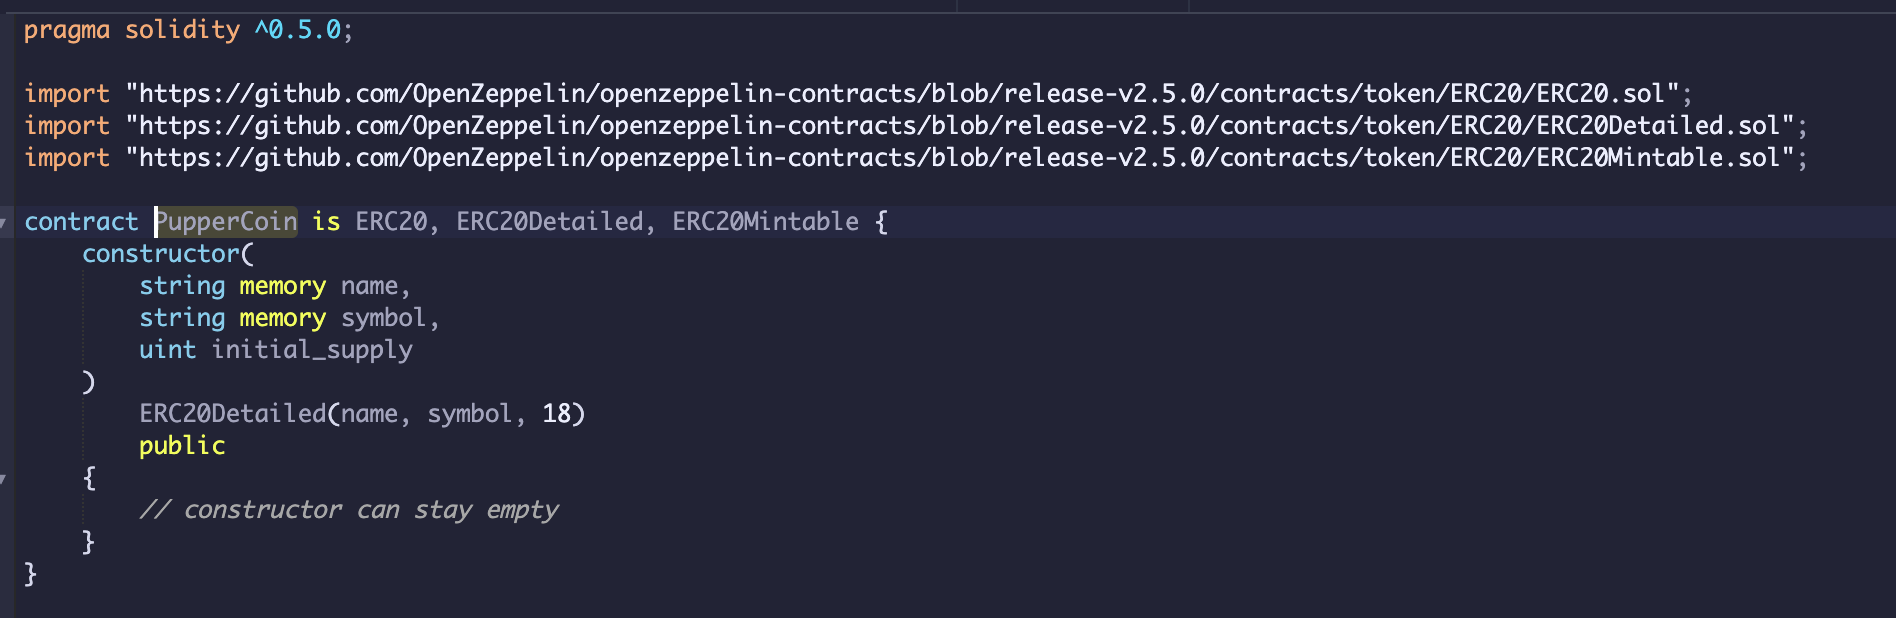 pragma solidity ^0.5.0;
import "https://github.com/OpenZeppelin/openzeppelin-contracts/blob/release-v2.5.0/contracts/token/ERC20/ERC20.sol";
import "https://github.com/OpenZeppelin/openzeppelin-contracts/blob/release-v2.5.0/contracts/token/ERC20/ERC20Detailed.sol";
import "https://github.com/OpenZeppelin/openzeppelin-contracts/blob/release-v2.5.0/contracts/token/ERC20/ERC20Mintable.sol";
contract PupperCoin is ERC20, ERC20Detailed, ERC20Mintable {
    constructor(
        string memory name,
        string memory symbol,
        uint initial_supply
    )
        ERC20Detailed(name, symbol, 18)
        public
    {
        // constructor can stay empty
    }
}